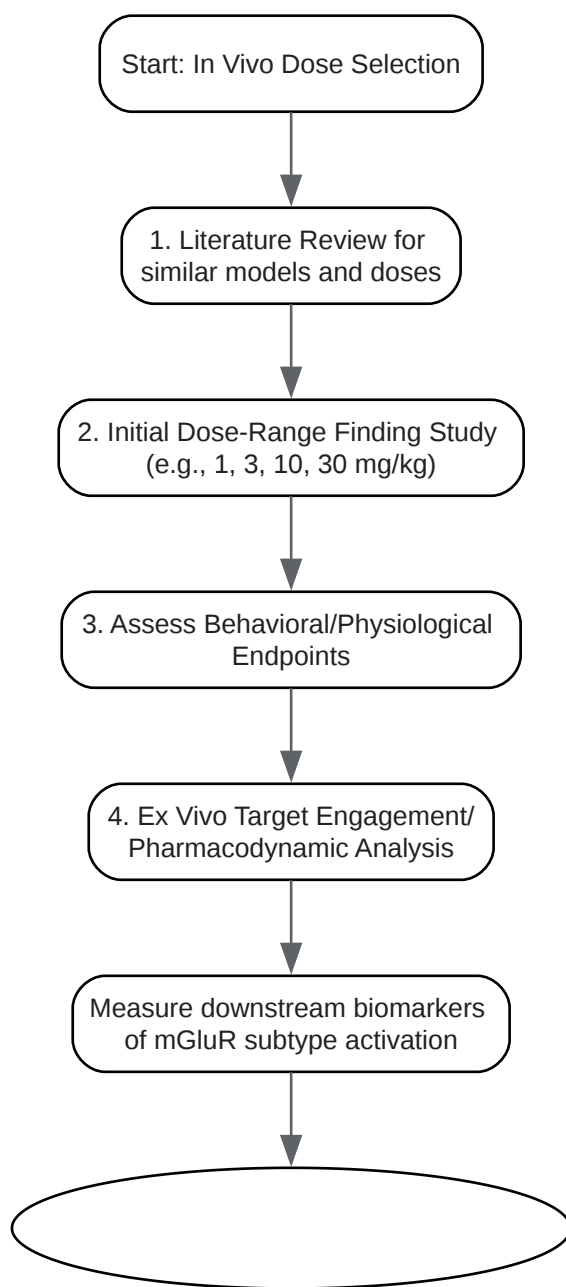 Start: In Vivo Dose Selection
1. Literature Review for
similar models and doses
2. Initial Dose-Range Finding Study
(e.g., 1, 3, 10, 30 mg/kg)
3. Assess Behavioral/Physiological
Endpoints
4. Ex Vivo Target Engagement/
Pharmacodynamic Analysis
Measure downstream biomarkers
of mGluR subtype activation